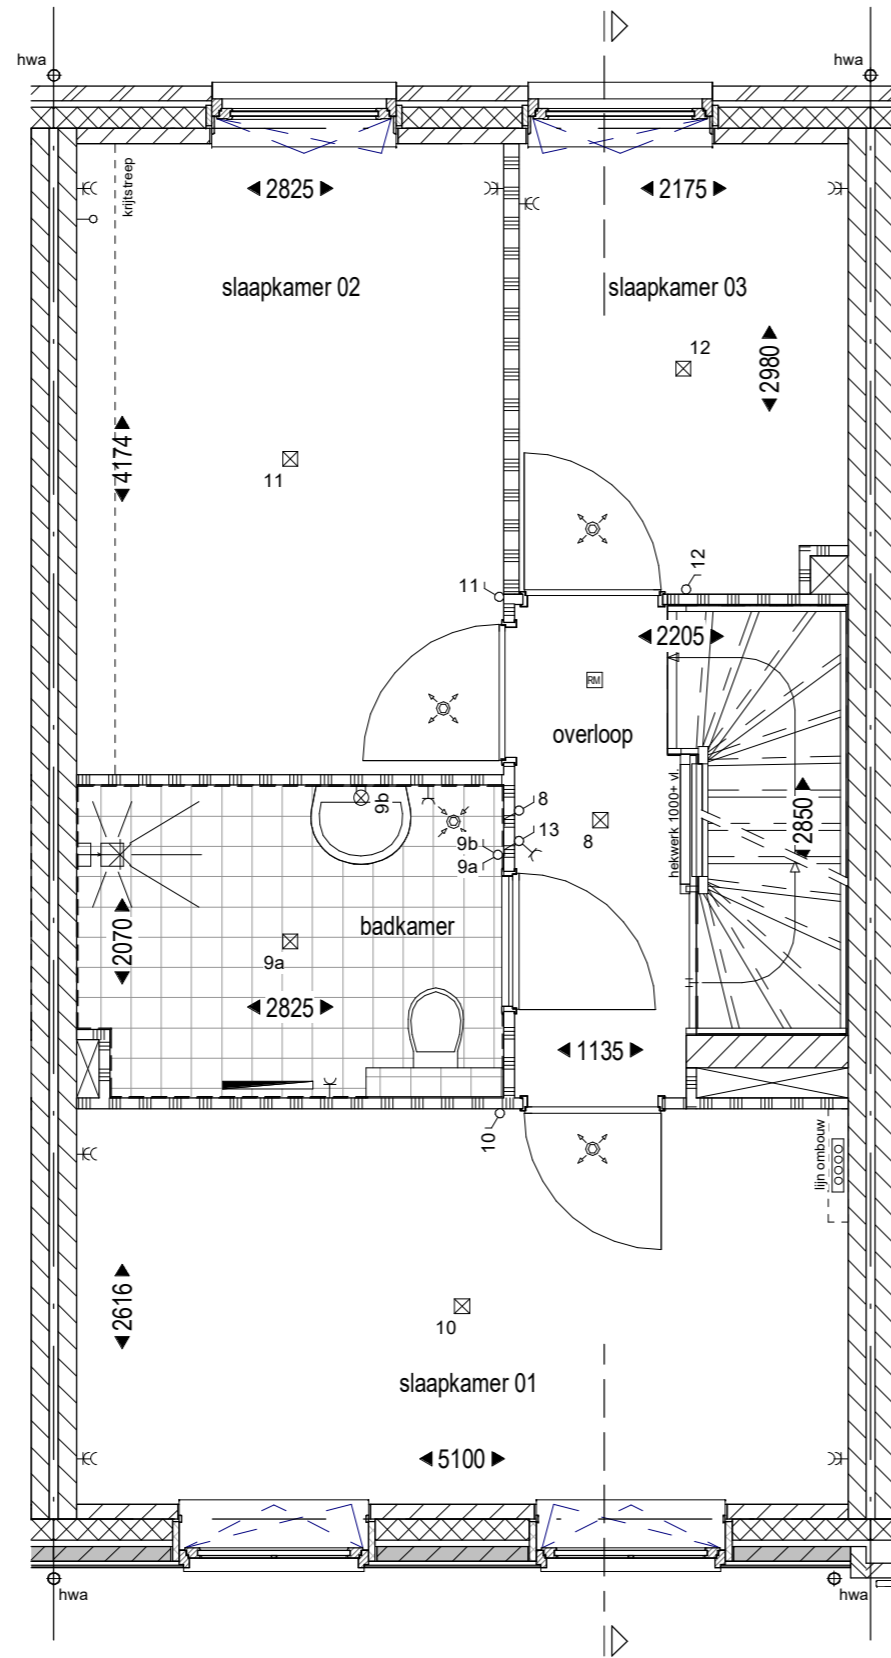 hwa
hwa
krijtstreep
2825
2175
slaapkamer 02
slaapkamer 03
12
2980
4174
11
11
12
2205
RM
overloop
hekwerk 1000+ vl.
2850
9b
8
13
9b
9a
8
badkamer
2070
9a
2825
1135
10
lijn ombouw
2616
10
slaapkamer 01
5100
hwa
hwa